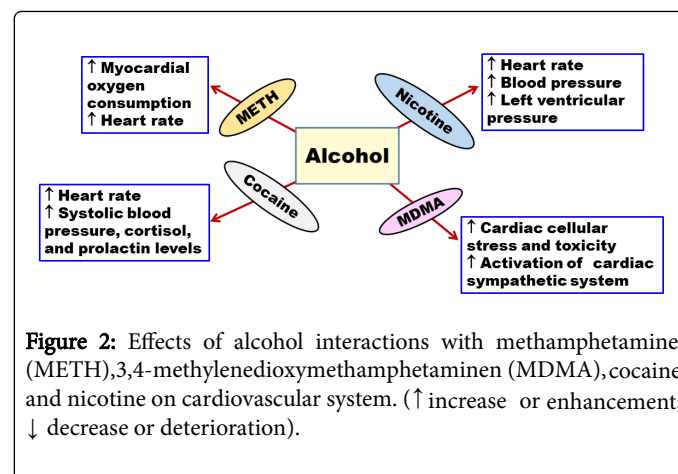 ↑ Myocardial
oxygen
consumption
↑ Heart rate
METH
Nicotine
↑ Heart rate
↑ Blood pressure
↑ Left ventricular
pressure
Alcohol
Cocaine
MDMA
↑ Heart rate
↑ Systolic blood
pressure, cortisol,
and prolactin levels
↑ Cardiac cellular
stress and toxicity
↑ Activation of cardiac
sympathetic system
Figure 2: Effects of alcohol interactions with methamphetamine
(METH),3,4-methylenedioxymethamphetaminen (MDMA), cocaine
and nicotine on cardiovascular system. (↑ increase or enhancement;
↓ decrease or deterioration).